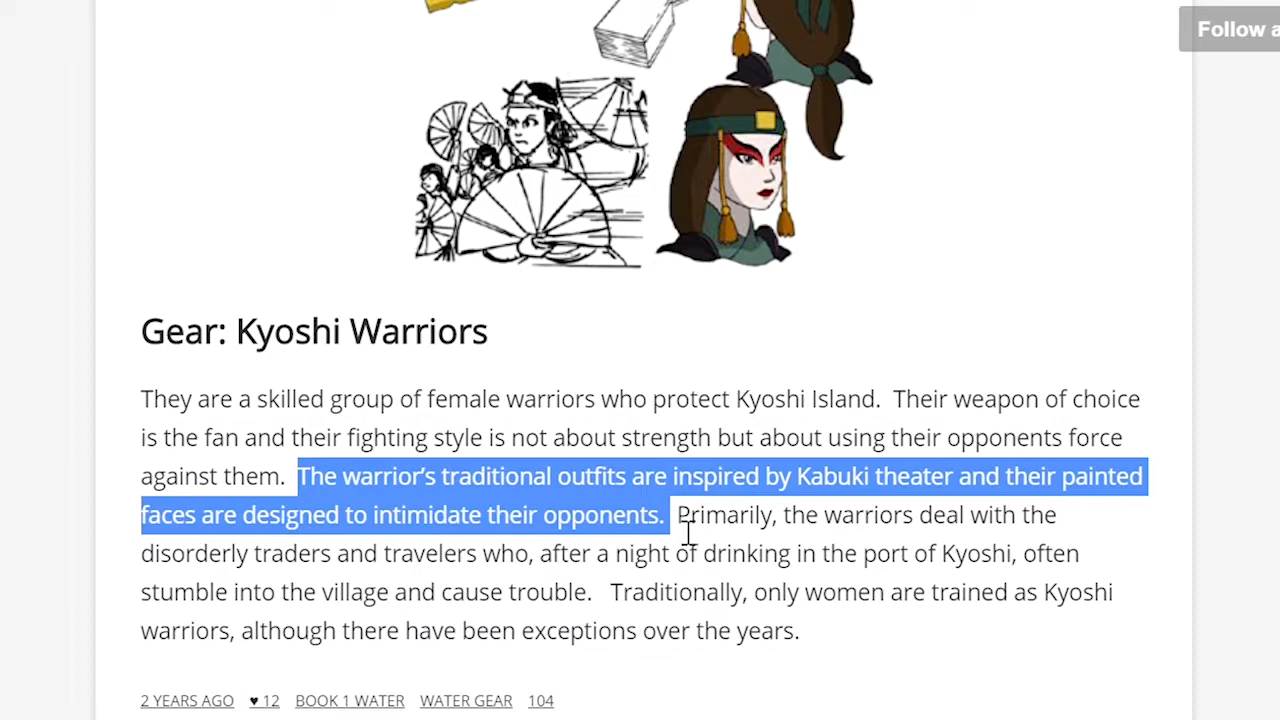 Follow a
Gear: Kyoshi Warriors
They are a skilled group of female warriors who protect Kyoshi Island.  Their weapon of choice
is the fan and their fighting style is not about strength but about using their opponents force
against them.  The warrior’s traditional outfits are inspired by Kabuki theater and their painted
faces are designed to intimidate their opponents.  Primarily, the warriors deal with the
disorderly traders and travelers who, after a night of drinking in the port of Kyoshi, often
stumble into the village and cause trouble.   Traditionally, only women are trained as Kyoshi
warriors, although there have been exceptions over the years.
2 YEARS AGO ♥ 12 BOOK 1 WATER WATER GEAR 104